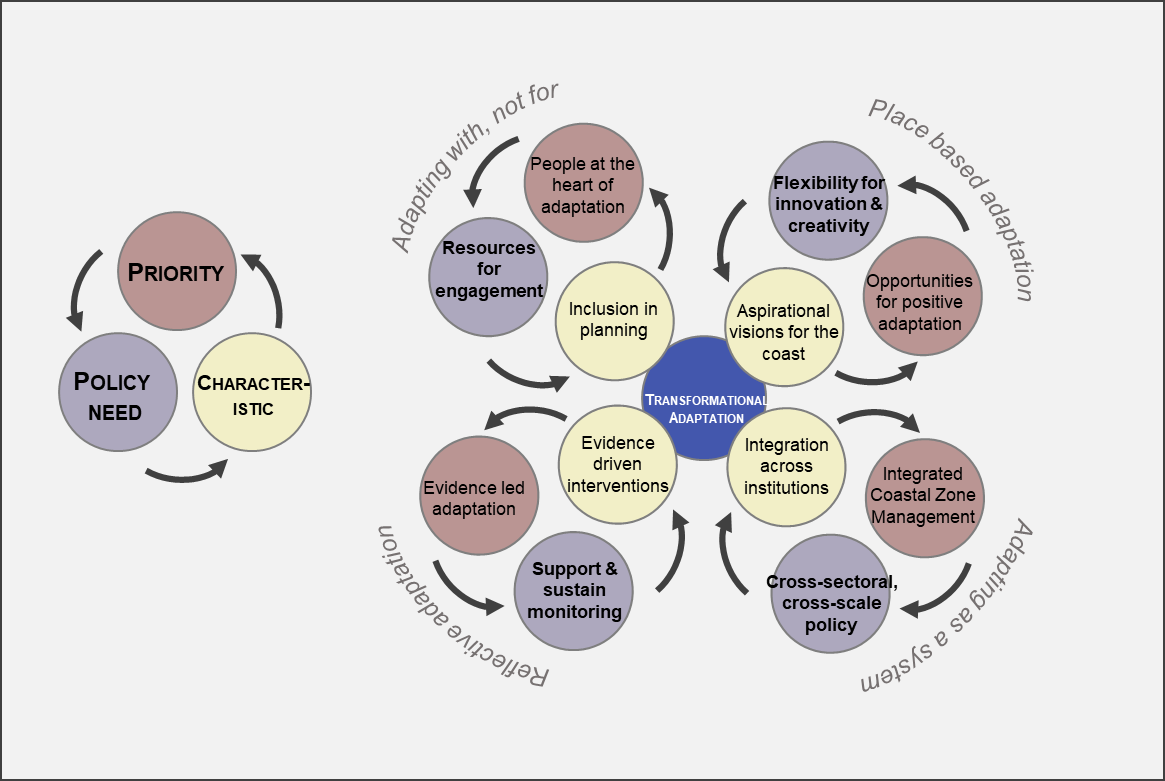 PRIORITY
POLICY
NEED
CHARACTER-
ISTIC
Adapting with, not for
People at the
heart of
adaptation
Resources
for
engagement
Inclusion in
planning
Place based adaptation
Flexibility for
innovation &
creativity
Opportunities
for positive
adaptation
Aspirational
visions for the
coast
TRANSFORMATIONAL
ADAPTATION
Evidence
driven
interventions
Evidence led
adaptation
Support &
sustain
monitoring
Reflective adaptation
Integration
across
institutions
Integrated
Coastal Zone
Management
Cross-sectoral,
cross-scale
policy
Adapting as a system